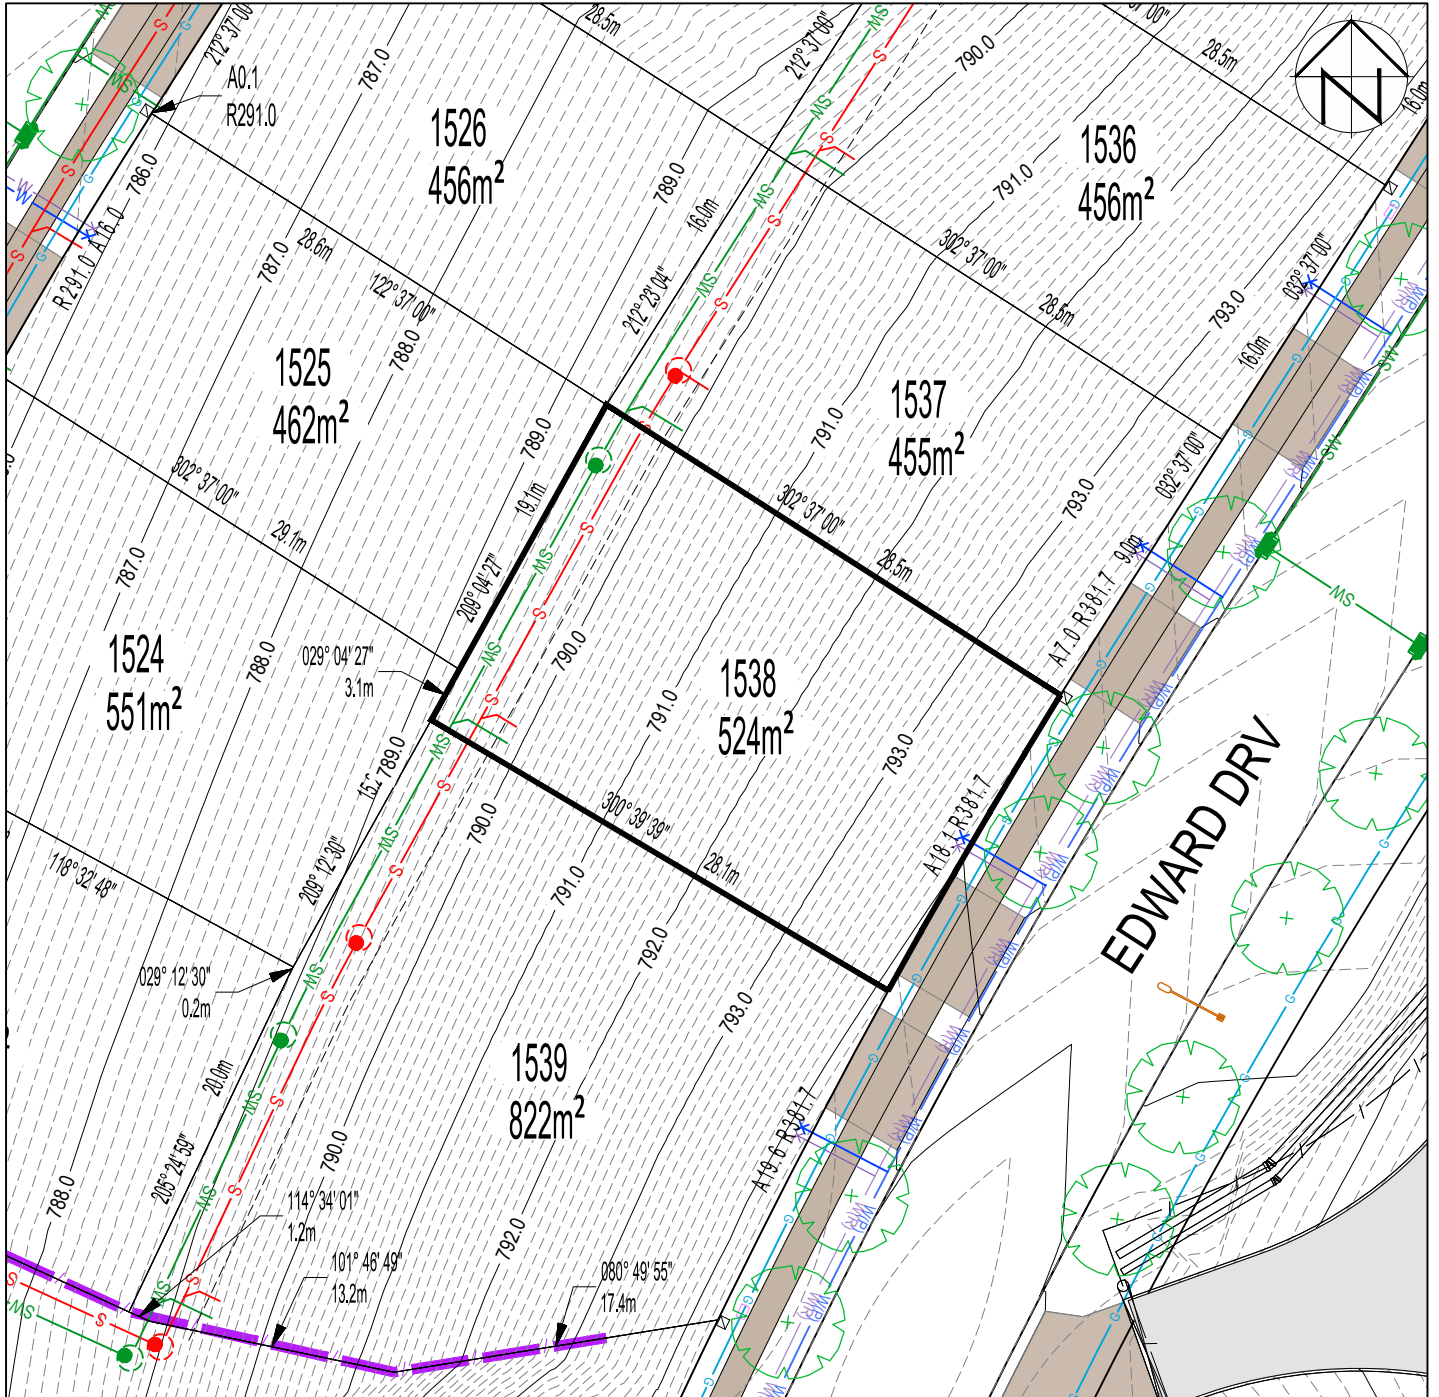 28.5m
212° 37'00"
28.5m
212° 37'00"
787.0
790.0
16.0m
A0.1
R291.0
1526
456m²
1536
456m²
786.0
789.0
791.0
16.0m
R291.0 A16.0
28.6m
787.0
122° 37'00"
302° 37'00"
28.5m
032° 37'00"
793.0
212° 23'04"
788.0
16.0m
1525
462m²
1537
455m²
789.0
791.0
302° 37'00"
29.1m
19.1m
302° 37'00"
793.0
032° 37'00"
28.5m
9.0m
787.0
209° 04'27"
A7.0 R381.7
1524
551m²
788.0
029° 04'27"
3.1m
790.0
1538
524m²
791.0
793.0
EDWARD DRV
789.0
790.0
300° 39'39"
28.1m
A18.1 R381.7
118° 32'48"
209° 12'30"
791.0
792.0
029° 12'30"
0.2m
793.0
1539
822m²
20.0m
205° 24'59"
790.0
A19.6 R381.7
788.0
114° 34'01"
1.2m
792.0
101° 46'49"
13.2m
080° 49'55"
17.4m
SW
S
G
W
W(P)
W(R)
N